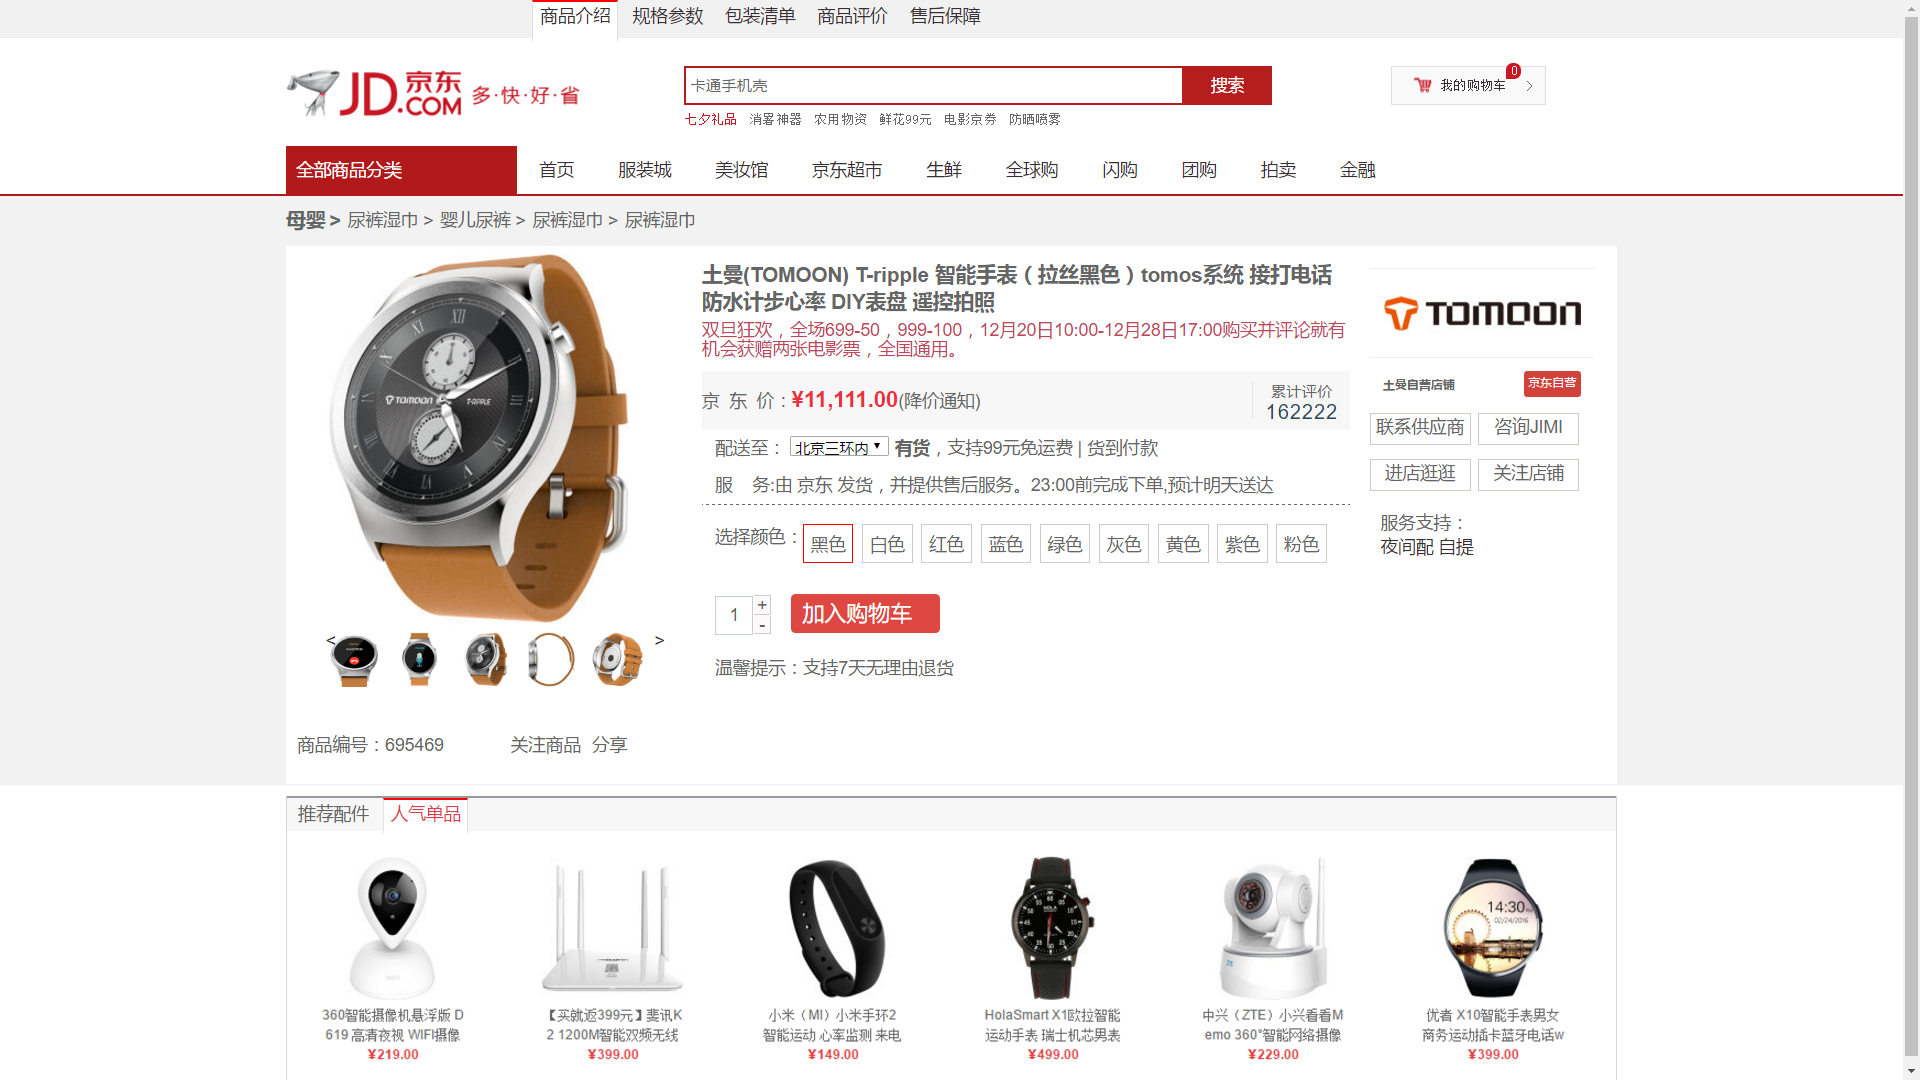 商品介绍 规格参数 包装清单 商品评价 售后保障
JD 京东 .COM 多·快·好·省
卡通手机壳 搜索
0
我的购物车 >
七夕礼品 消署神器 农用物资 鲜花99元 电影京券 防晒喷雾
全部商品分类 首页 服装城 美妆馆 京东超市 生鲜 全球购 闪购 团购 拍卖 金融
母婴 > 尿裤湿巾 > 婴儿尿裤 > 尿裤湿巾 > 尿裤湿巾
土曼(TOMOON) T-ripple 智能手表（拉丝黑色）tomos系统 接打电话
防水计步心率 DIY表盘 遥控拍照
双旦狂欢，全场699-50，999-100，12月20日10:00-12月28日17:00购买并评论就有
机会获赠两张电影票，全国通用。
京 东 价：¥11,111.00(降价通知)
累计评价
162222
配送至： 北京三环内 有货，支持99元免运费 | 货到付款
服 务:由 京东 发货，并提供售后服务。23:00前完成下单,预计明天送达
选择颜色： 黑色 白色 红色 蓝色 绿色 灰色 黄色 紫色 粉色
1 + -
加入购物车
温馨提示：支持7天无理由退货
TOMOON
土曼自营店铺 京东自营
联系供应商 咨询JIMI
进店逛逛 关注店铺
服务支持：
夜间配 自提
TOMOON T-RIPPLE
< >
商品编号：695469 关注商品 分享
推荐配件 人气单品
14:30
02/24/2016
360智能摄像机悬浮版 D
619 高清夜视 WIFI摄像
¥219.00
【买就返399元】斐讯K
2 1200M智能双频无线
¥399.00
小米（MI）小米手环2
智能运动 心率监测 来电
¥149.00
HolaSmart X1欧拉智能
运动手表 瑞士机芯男表
¥499.00
中兴（ZTE）小兴看看M
emo 360°智能网络摄像
¥229.00
优者 X10智能手表男女
商务运动插卡蓝牙电话w
¥399.00